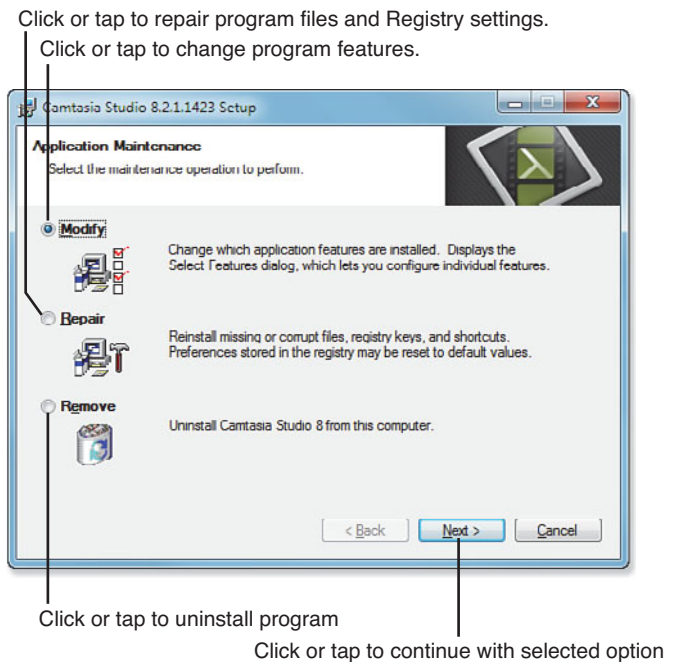 Click or tap to repair program files and Registry settings.
Click or tap to change program features.
Camtasia Studio 8.2.1.1423 Setup
Application Maintenance
Select the maintenance operation to perform.
Modify
Change which application features are installed. Displays the
Select Features dialog, which lets you configure individual features.
Repair
Reinstall missing or corrupt files, registry keys, and shortcuts.
Preferences stored in the registry may be reset to default values.
Remove
Uninstall Camtasia Studio 8 from this computer.
< Back
Next >
Cancel
Click or tap to uninstall program
Click or tap to continue with selected option